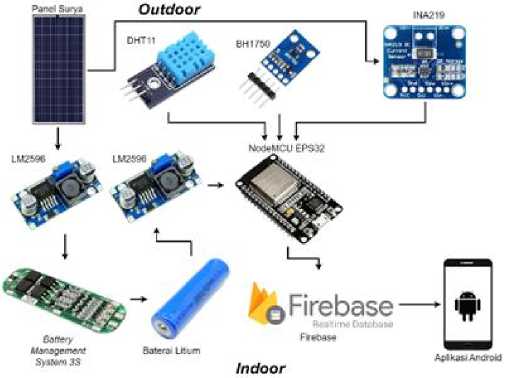 Outdoor
Panel Surya
DHT11
BH1750
INA219
LM2596
LM2596
NodeMCU EPS32
Firebase
Realtime Database
Firebase
Battery
Management
System 3S
Baterai Litium
Aplikasi Android
Indoor